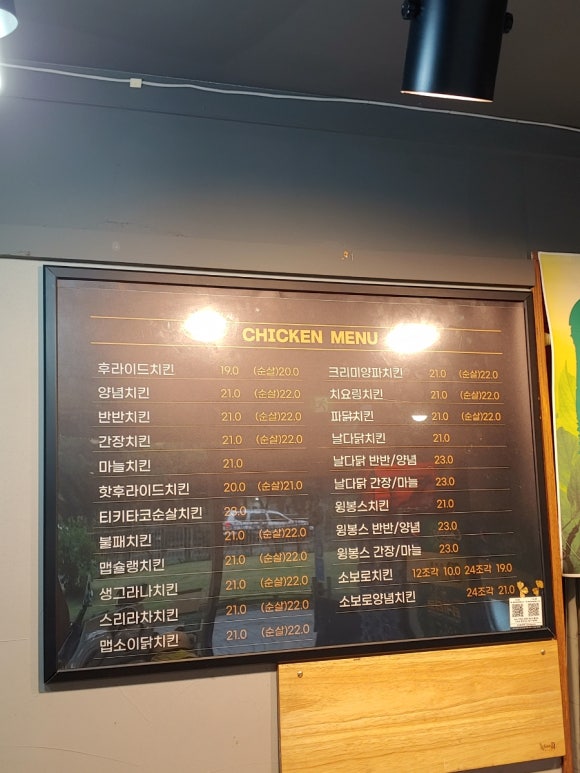 CHICKEN MENU
후라이드치킨 19.0 (순살)20.0
양념치킨 21.0 (순살)22.0
반반치킨 21.0 (순살)22.0
간장치킨 21.0 (순살)22.0
마늘치킨 21.0
핫후라이드치킨 20.0 (순살)21.0
티키타코순살치킨 23.0
불패치킨 21.0 (순살)22.0
맵슐랭치킨 21.0 (순살)22.0
생그라나치킨 21.0 (순살)22.0
스리라차치킨 21.0 (순살)22.0
맵소이닭치킨 21.0 (순살)22.0
크리미양파치킨 21.0 (순살)22.0
치요링치킨 21.0 (순살)22.0
파닭치킨 21.0 (순살)22.0
날다닭치킨 21.0
날다닭 반반/양념 23.0
날다닭 간장/마늘 23.0
윙봉스치킨 21.0
윙봉스 반반/양념 23.0
윙봉스 간장/마늘 23.0
소보로치킨 12조각 10.0 24조각 19.0
소보로양념치킨 24조각 21.0